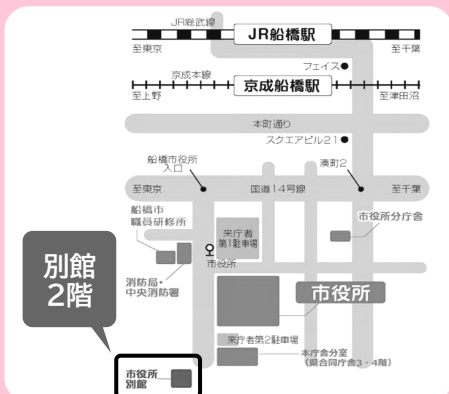 JR総武線
JR船橋駅
至東京
至千葉
フェイス
京成本線
京成船橋駅
至上野
至津田沼
本町通り
スクエアビル21
船橋市役所
入口
湊町2
至東京
国道14号線
至千葉
船橋市
職員研修所
来庁者
第1駐車場
市役所分庁舎
市役所
別館
2階
消防局・
中央消防署
市役所
来庁者第2駐車場
本庁舎分室
(県合同庁舎3・4階)
市役所
別館